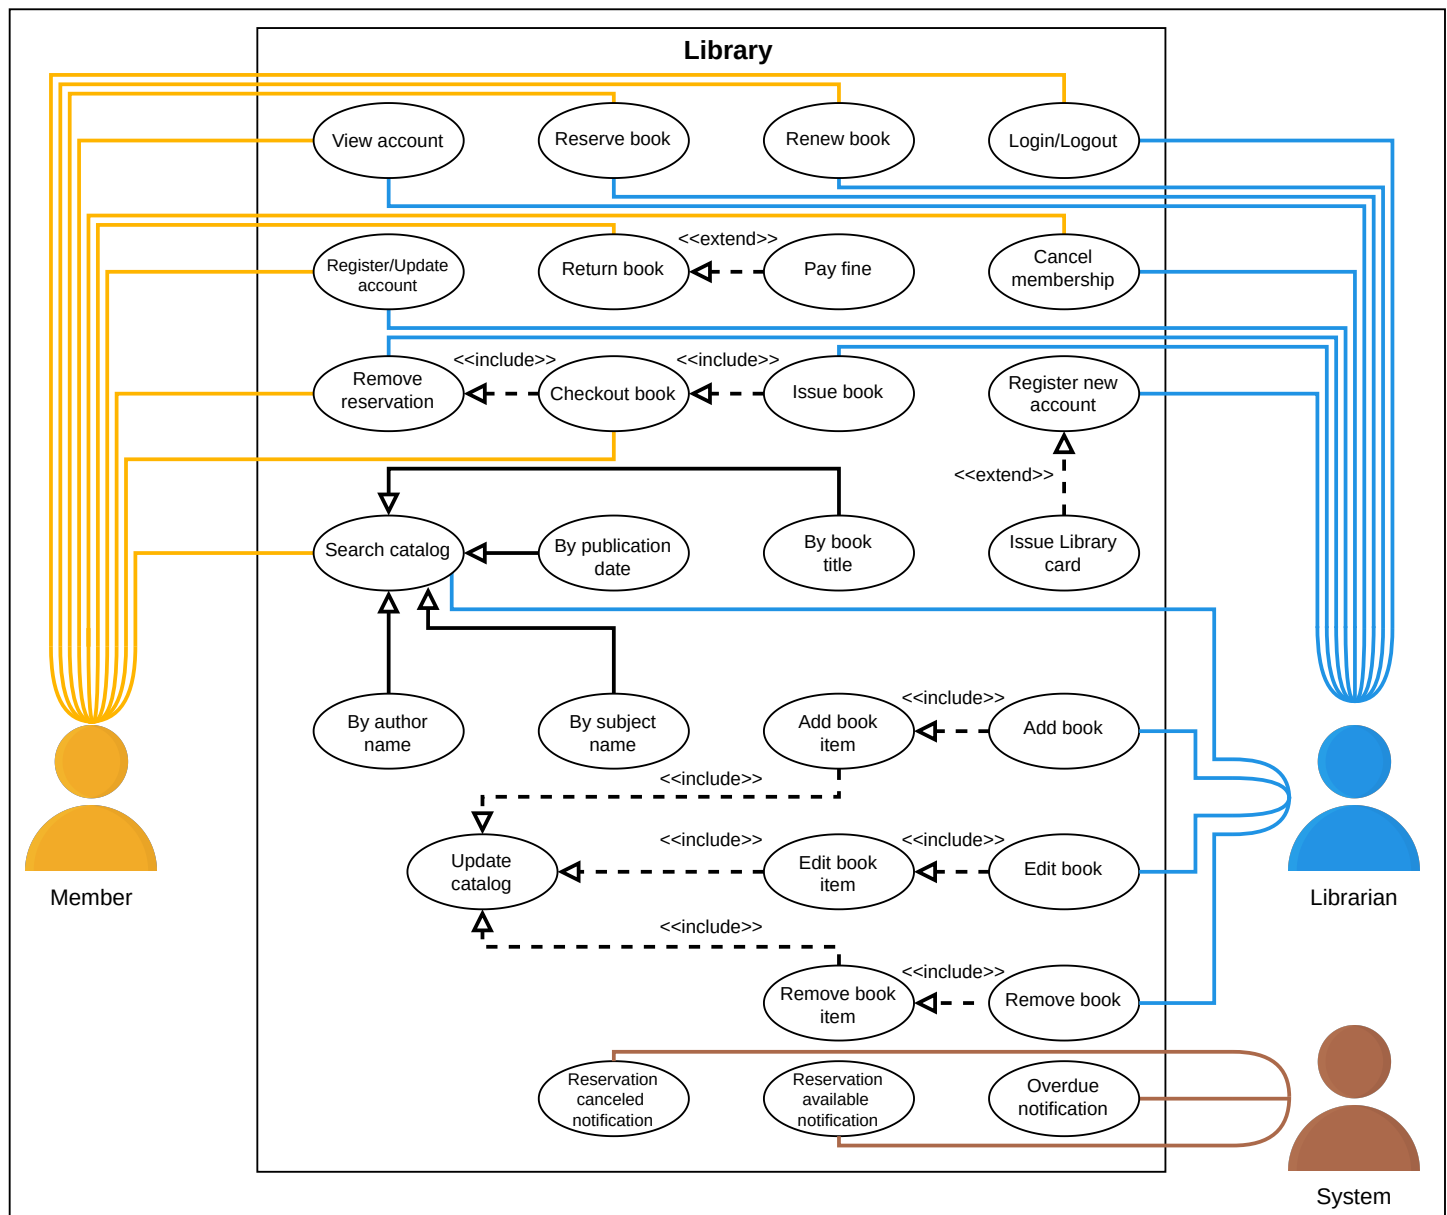 Library
View account
Reserve book
Renew book
Login/Logout
<<extend>>
Register/Update
account
Return book
Pay fine
Cancel
membership
<<include>>
<<include>>
Remove
reservation
Checkout book
Issue book
Register new
account
<<extend>>
Search catalog
By publication
date
By book
title
Issue Library
card
By author
name
By subject
name
Add book
item
<<include>>
Add book
<<include>>
Update
catalog
<<include>>
Edit book
item
<<include>>
Edit book
Member
Librarian
<<include>>
Remove book
item
<<include>>
Remove book
Reservation
canceled
notification
Reservation
available
notification
Overdue
notification
System